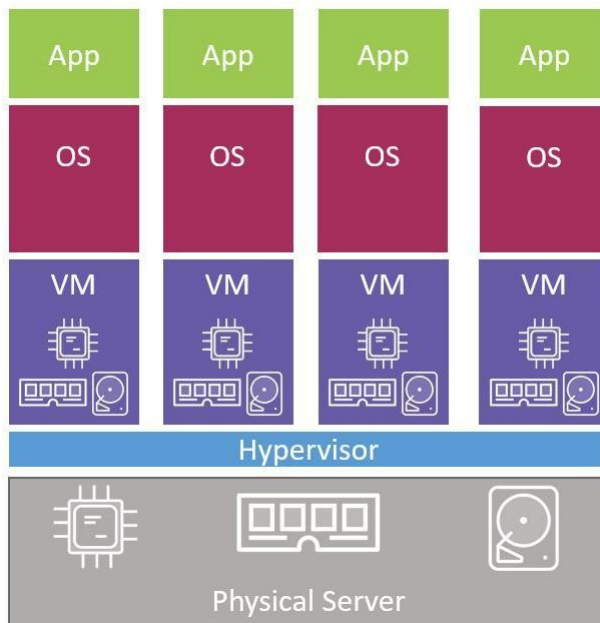 App App App App
OS OS OS OS
VM VM VM VM
Hypervisor
Physical Server